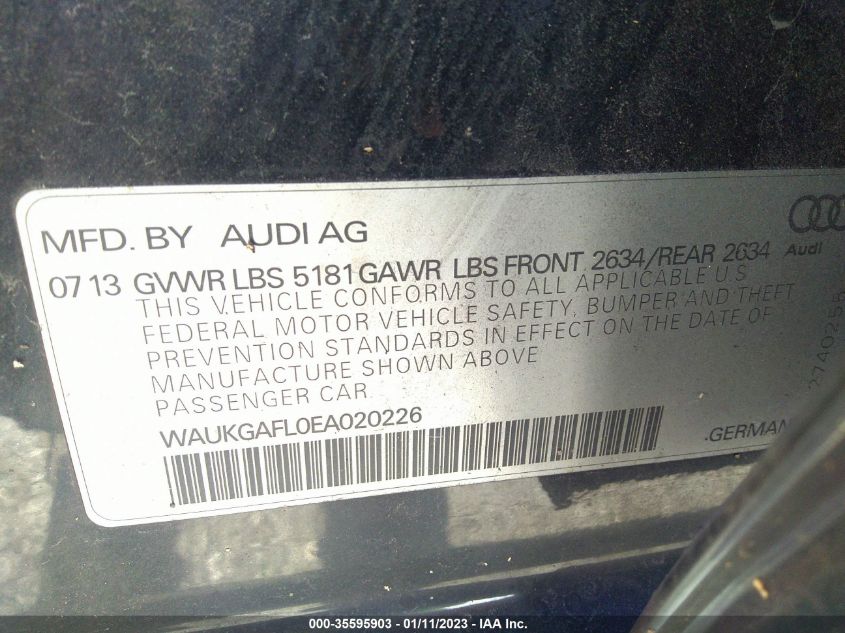 MFD. BY AUDI AG
0713 GVWR LBS 5181 GAWR LBS FRONT 2634/REAR 2634
Audi
THIS VEHICLE CONFORMS TO ALL APPLICABLE U S
FEDERAL MOTOR VEHICLE SAFETY, BUMPER AND THEFT
PREVENTION STANDARDS IN EFFECT ON THE DATE OF
MANUFACTURE SHOWN ABOVE
PASSENGER CAR
WAUKGAFL0EA020226
GERMAN
000-35595903 - 01/11/2023 - IAA Inc.